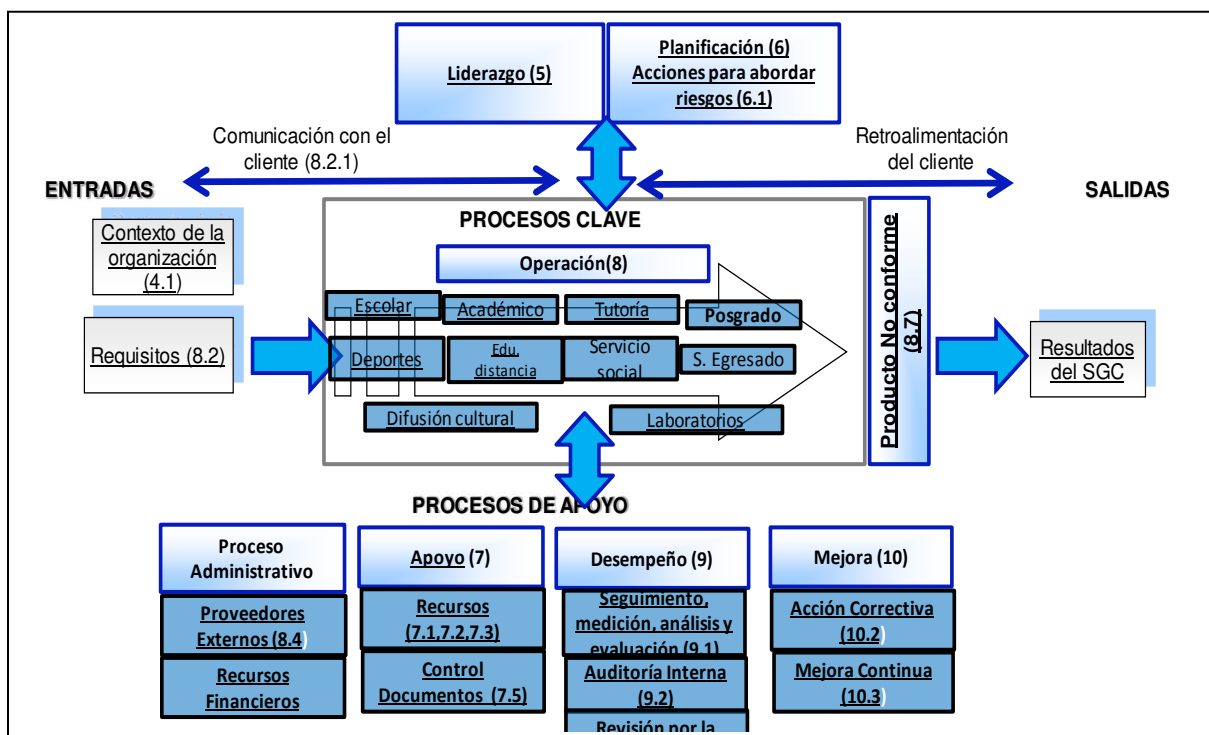 Liderazgo (5)
Planificación (6)
Acciones para abordar
riesgos (6.1)
Comunicación con el
cliente (8.2.1)
Retroalimentación
del cliente
ENTRADAS
SALIDAS
Contexto de la
organización
(4.1)
Requisitos (8.2)
PROCESOS CLAVE
Operación(8)
Escolar
Académico
Tutoría
Posgrado
Deportes
Edu.
distancia
Servicio
social
S. Egresado
Difusión cultural
Laboratorios
Producto No conforme
(8.7)
Resultados
del SGC
PROCESOS DE APOYO
Proceso
Administrativo
Proveedores
Externos (8.4)
Recursos
Financieros
Apoyo (7)
Recursos
(7.1,7.2,7.3)
Control
Documentos (7.5)
Desempeño (9)
Seguimiento,
medición, análisis y
evaluación (9.1)
Auditoría Interna
(9.2)
Revisión por la
Mejora (10)
Acción Correctiva
(10.2)
Mejora Continua
(10.3)